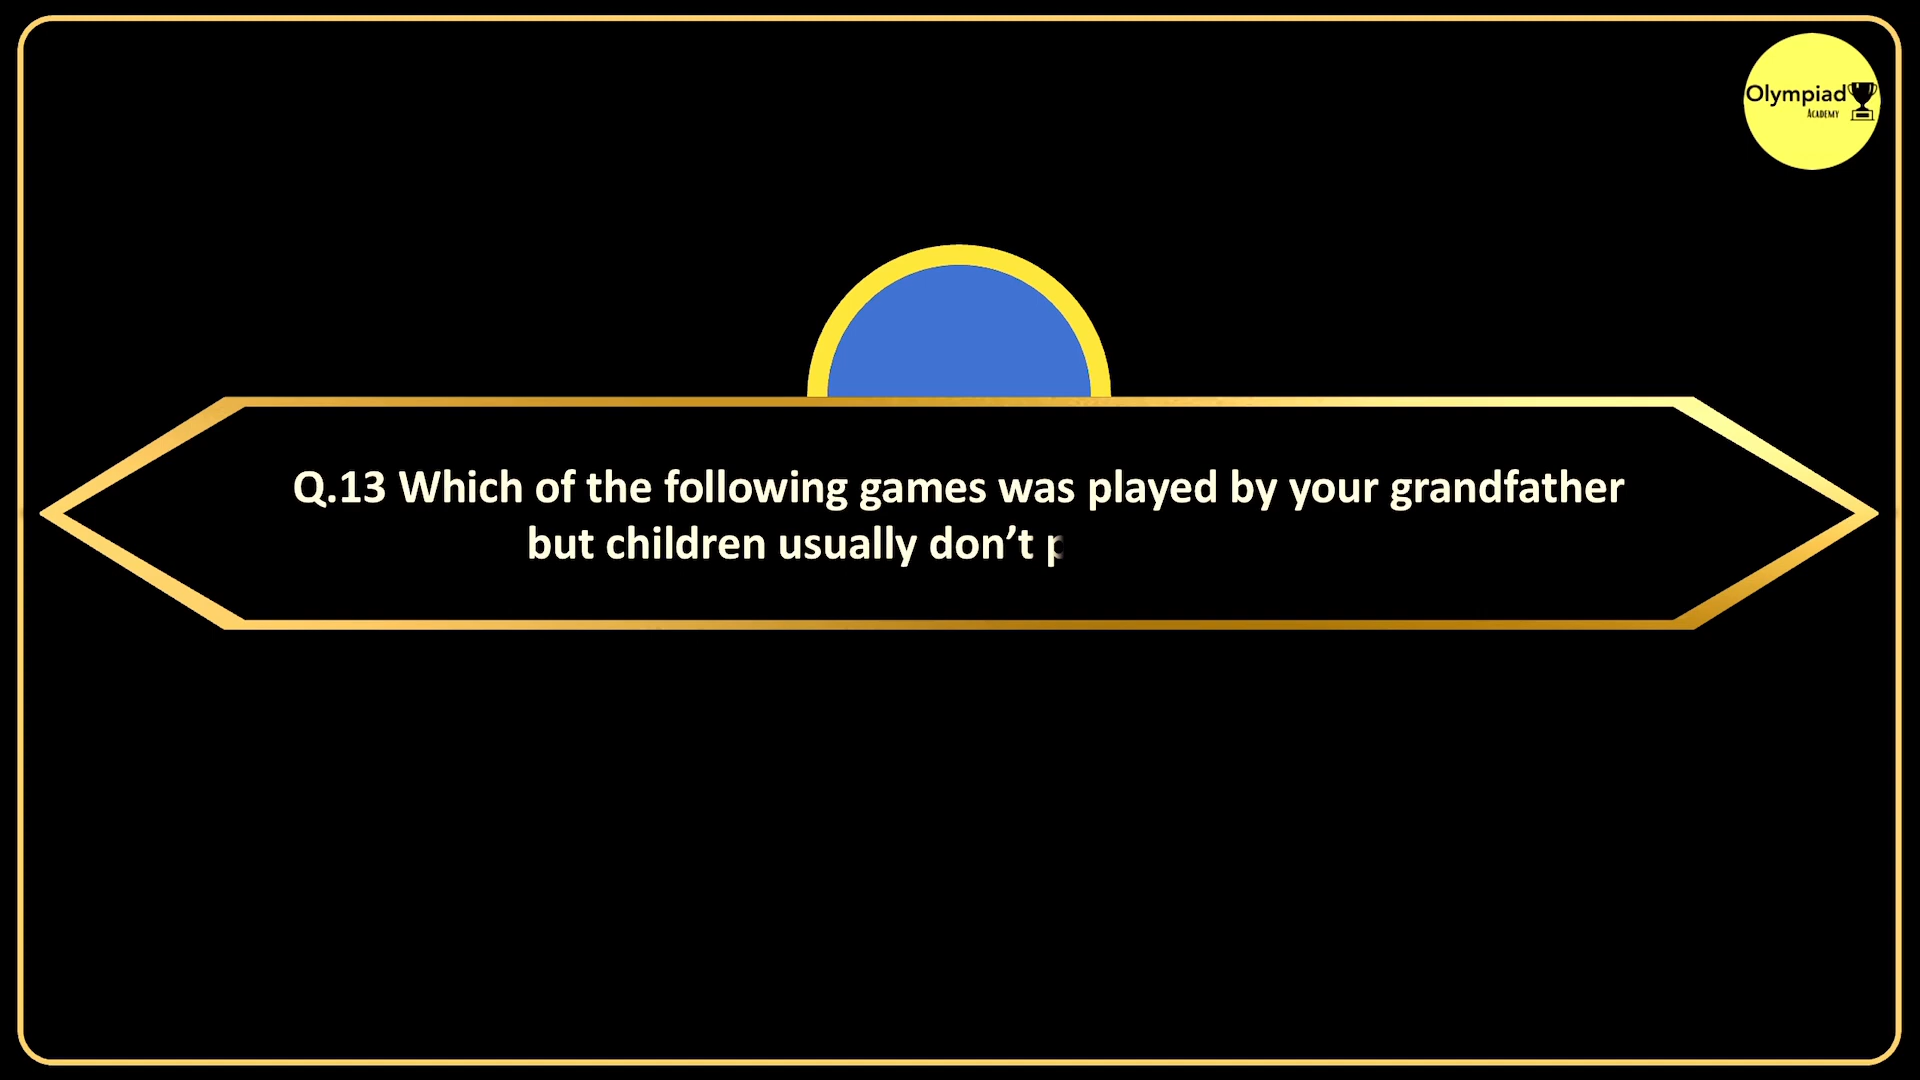 Olympiad
Academy
Q.13 Which of the following games was played by your grandfather
but children usually don’t